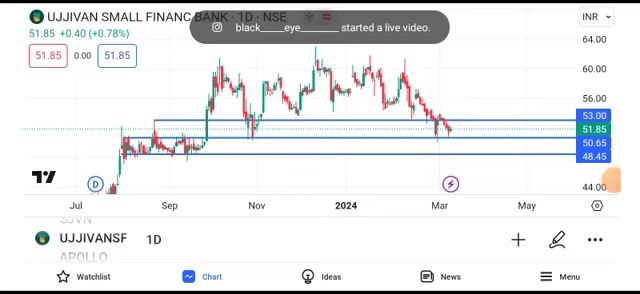 UJJIVAN SMALL FINANC BANK · 1D · NSE
black_____eye________ started a live video.
INR
51.85 +0.40 (+0.78%)
51.85 0.00 51.85
64.00
60.00
56.00
53.00
51.85
50.65
48.45
44.00
D
Jul Sep Nov 2024 Mar May
SJVN
UJJIVANSF 1D
APOLLO
Watchlist Chart Ideas News Menu